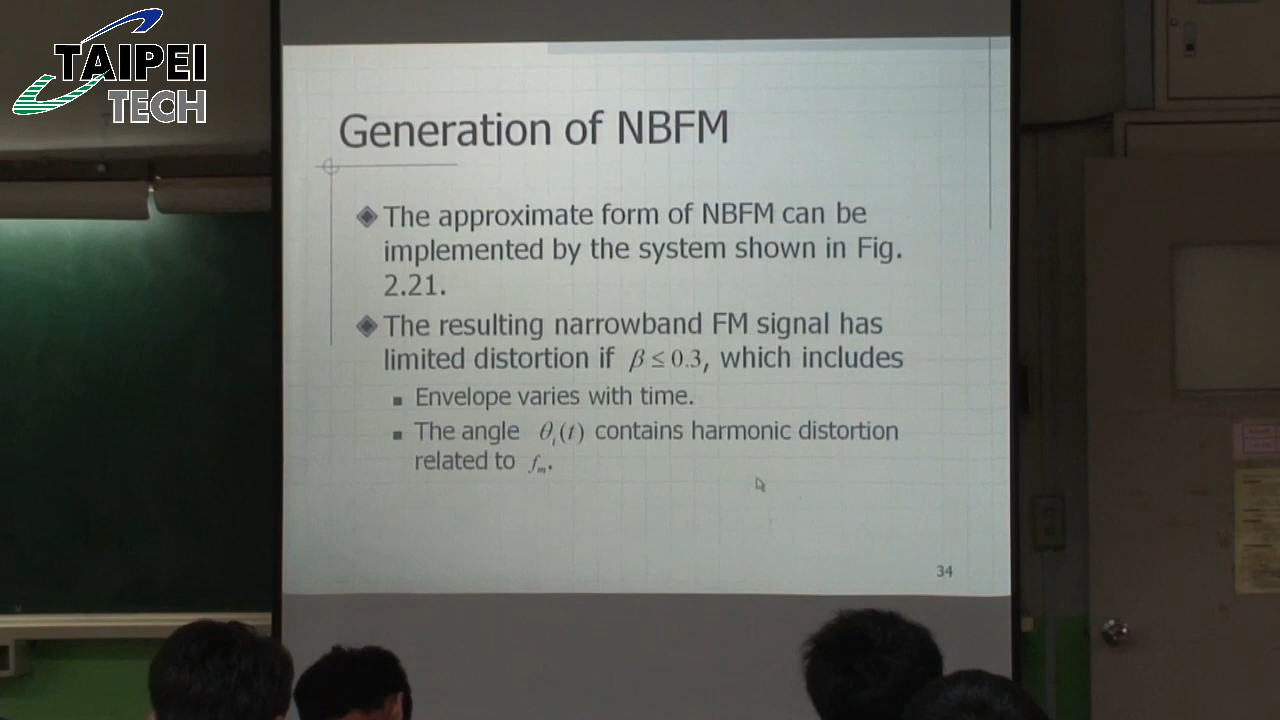 TAIPEI
TECH
Generation of NBFM
The approximate form of NBFM can be
implemented by the system shown in Fig.
2.21.
The resulting narrowband FM signal has
limited distortion if β ≤ 0.3, which includes
Envelope varies with time.
The angle θᵢ(t) contains harmonic distortion
related to fₘ.
34